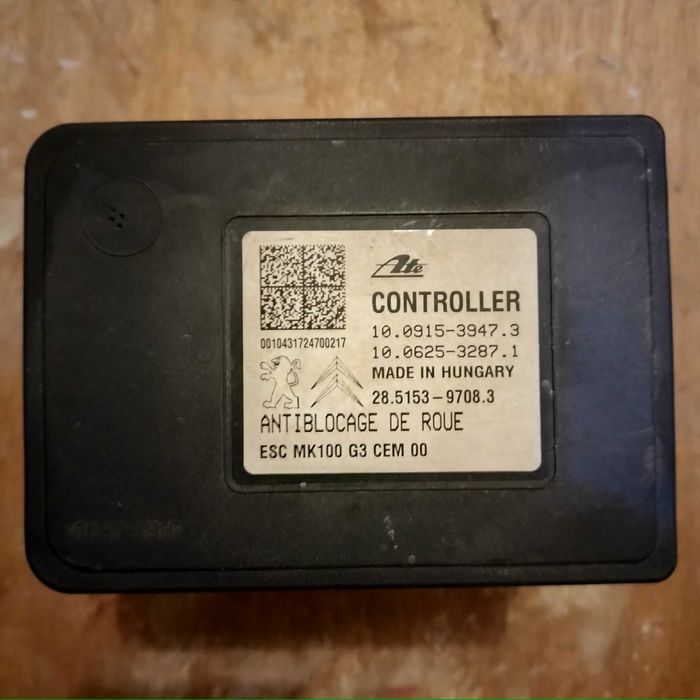 Ate
CONTROLLER
10.0915-3947.3
10.0625-3287.1
0010431724700217
MADE IN HUNGARY
28.5153-9708.3
ANTIBLOCAGE DE ROUE
ESC MK100 G3 CEM 00